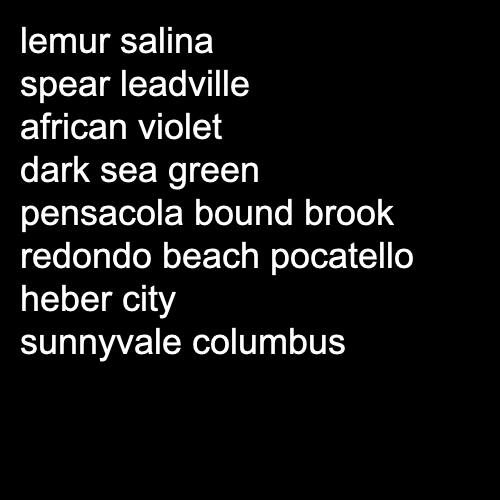 lemur salina
spear leadville
african violet
dark sea green
pensacola bound brook
redondo beach pocatello
heber city
sunnyvale columbus